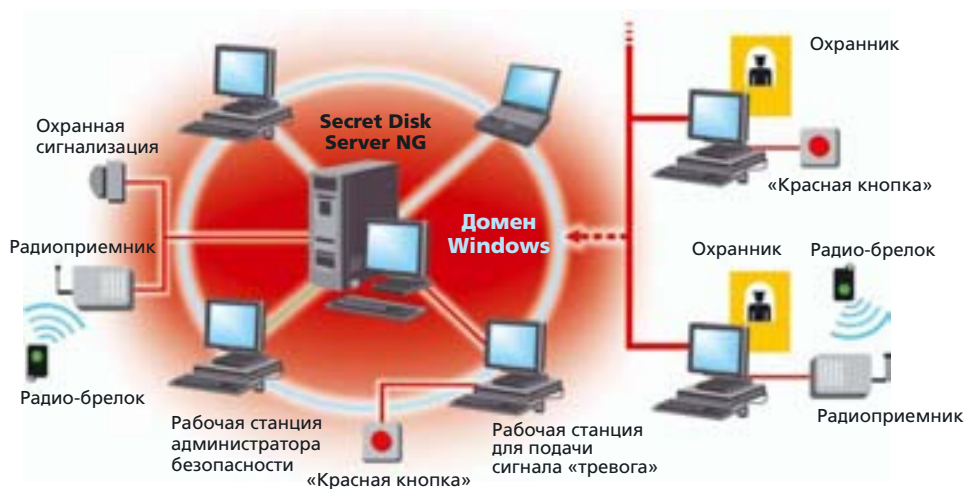 Охранник
Охранная
сигнализация
Secret Disk
Server NG
«Красная кнопка»
Домен
Windows
Радиоприемник
Охранник
Радио-брелок
Радио-брелок
Рабочая станция
администратора
безопасности
«Красная кнопка»
Рабочая станция
для подачи
сигнала «тревога»
Радиоприемник